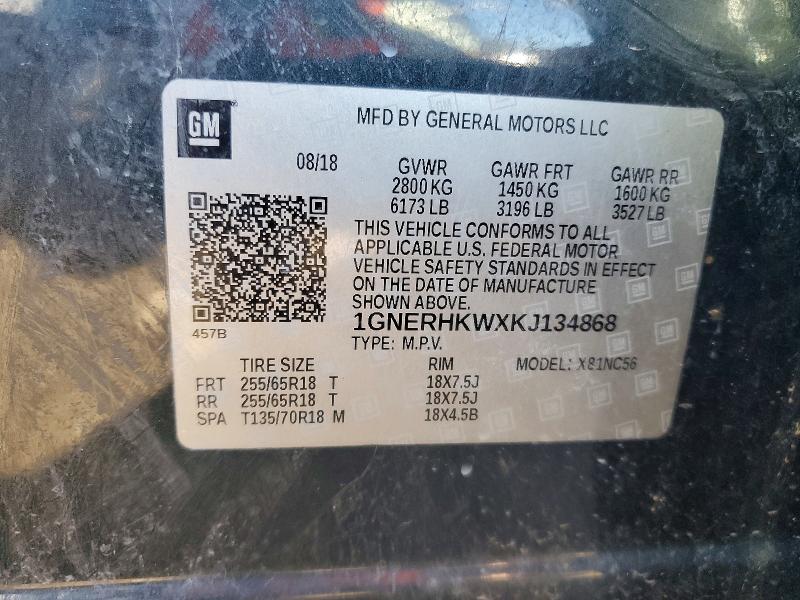 GM
MFD BY GENERAL MOTORS LLC
08/18 GVWR GAWR FRT GAWR RR
2800 KG 1450 KG 1600 KG
6173 LB 3196 LB 3527 LB
THIS VEHICLE CONFORMS TO ALL
APPLICABLE U.S. FEDERAL MOTOR
VEHICLE SAFETY STANDARDS IN EFFECT
ON THE DATE OF MANUFACTURE
SHOWN ABOVE.
1GNERHKWXKJ134868
457B
TYPE: M.P.V.
TIRE SIZE RIM MODEL: X81NC56
FRT 255/65R18 T 18X7.5J
RR 255/65R18 T 18X7.5J
SPA T135/70R18 M 18X4.5B